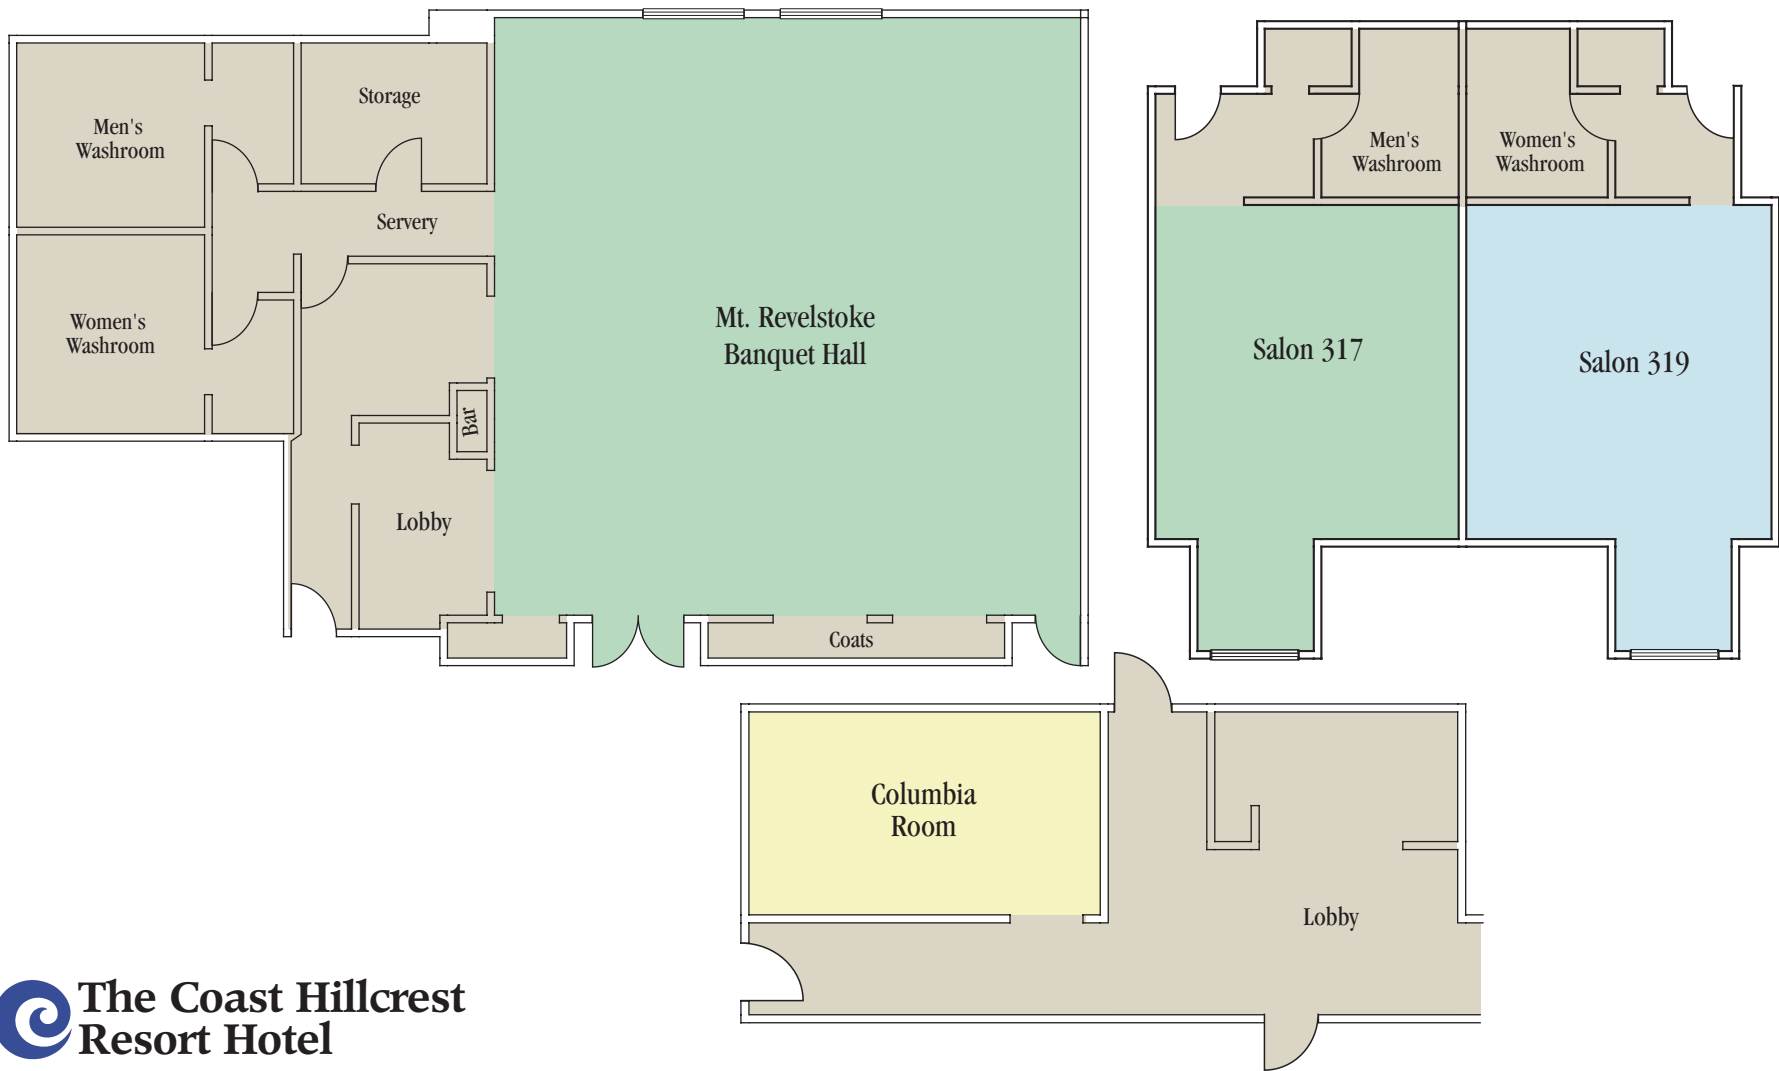 Storage
Men's
Washroom
Servery
Women's
Washroom
Bar
Lobby
Mt. Revelstoke
Banquet Hall
Coats
Men's
Washroom
Women's
Washroom
Salon 317
Salon 319
Columbia
Room
Lobby
The Coast Hillcrest
Resort Hotel